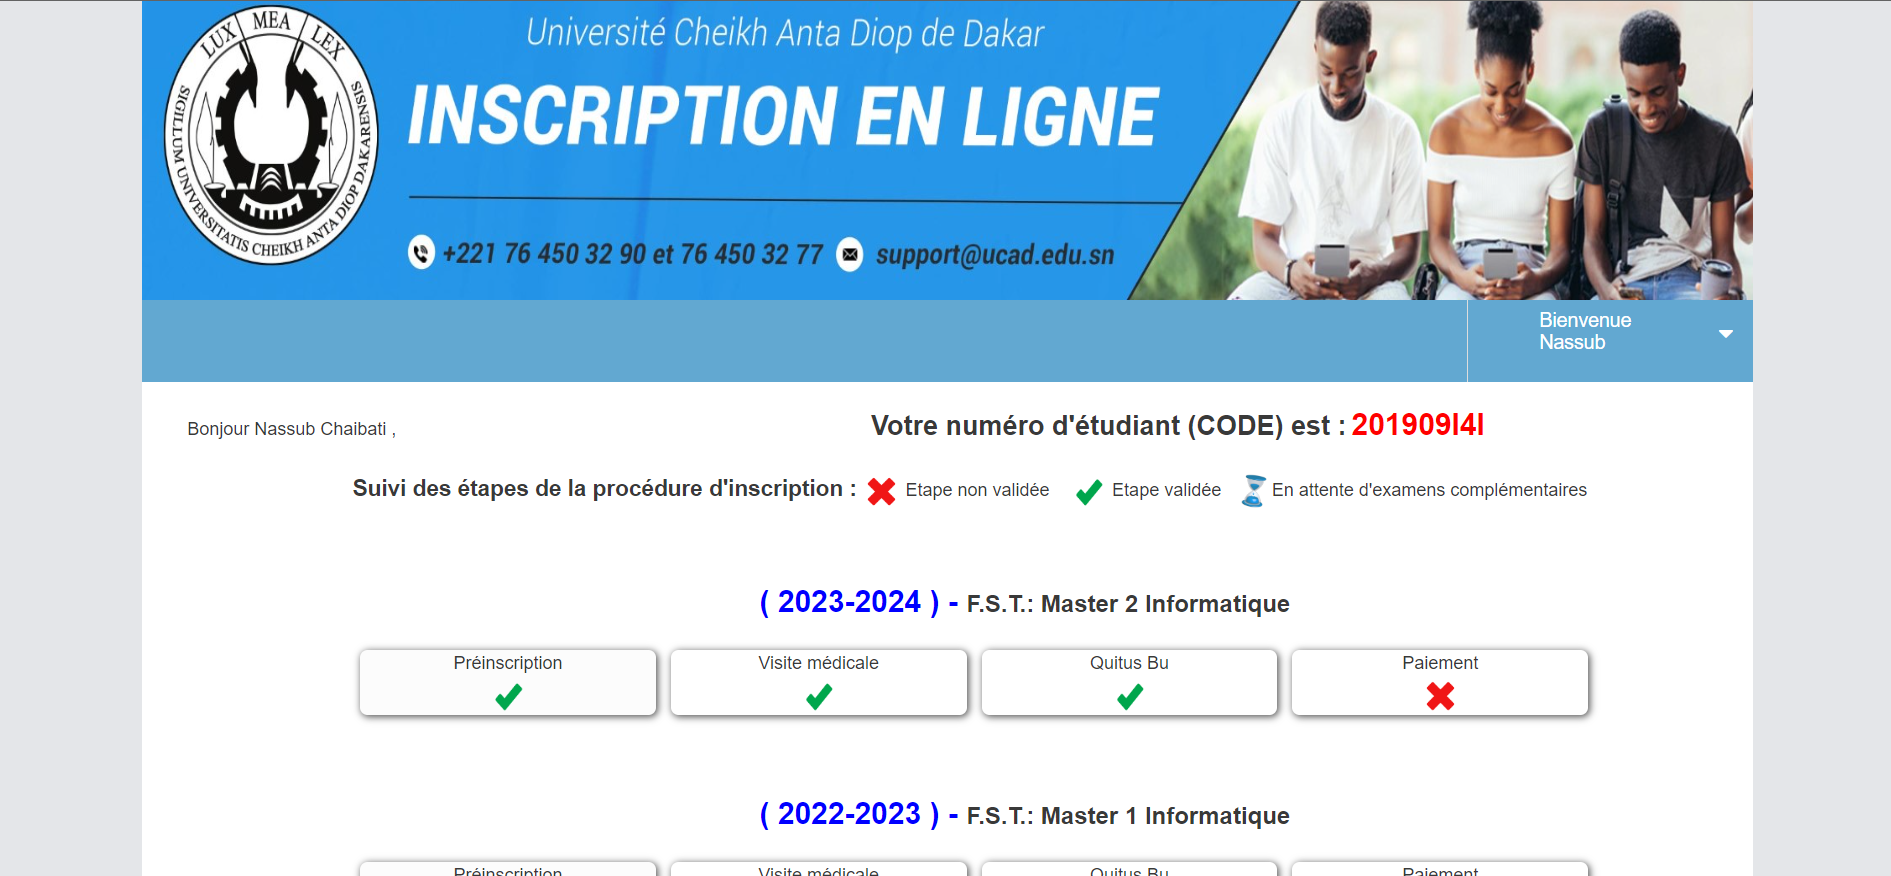 LUX MEA LEX
SIGILLUM UNIVERSITATIS CHEIKH ANTA DIOP DAKARENSIS
Université Cheikh Anta Diop de Dakar
INSCRIPTION EN LIGNE
+221 76 450 32 90 et 76 450 32 77 support@ucad.edu.sn
Bienvenue
Nassub
Bonjour Nassub Chaibati ,
Votre numéro d'étudiant (CODE) est : 201909I4I
Suivi des étapes de la procédure d'inscription : Etape non validée Etape validée En attente d'examens complémentaires
( 2023-2024 ) - F.S.T.: Master 2 Informatique
Préinscription Visite médicale Quitus Bu Paiement
( 2022-2023 ) - F.S.T.: Master 1 Informatique
Préinscription Visite médicale Quitus Bu Paiement